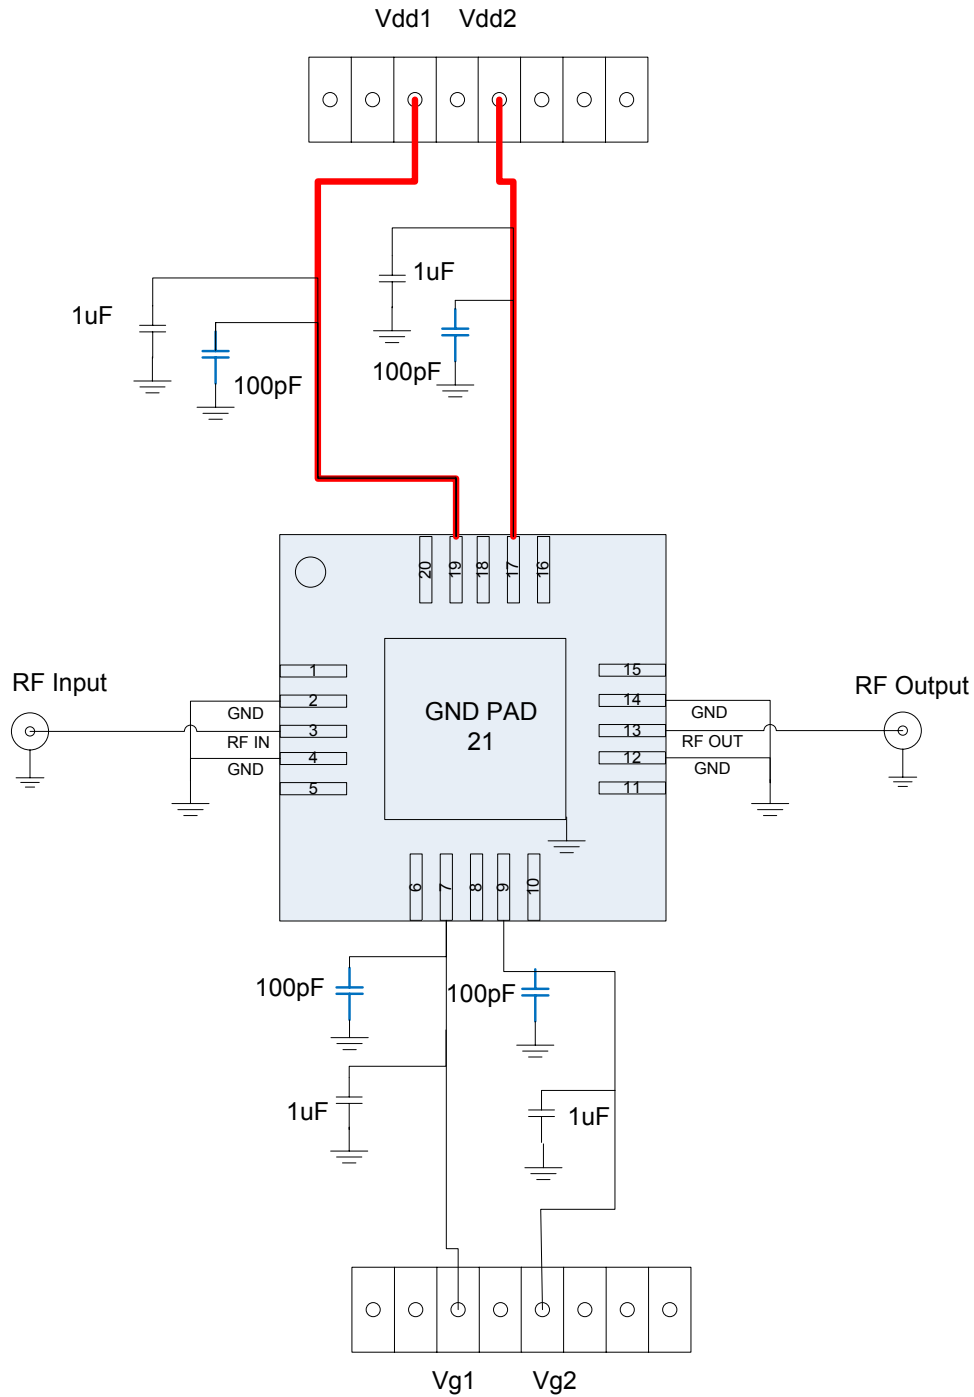 Vdd1 Vdd2
1uF
1uF
100pF
100pF
20 19 18 17 16
RF Input
RF Output
1
15
2
14
GND
GND
GND PAD
21
3
13
RF IN
RF OUT
4
12
GND
GND
5
11
6 7 8 9 10
100pF
100pF
1uF
1uF
Vg1 Vg2